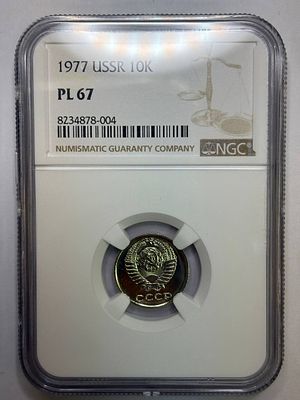 1977 USSR 10K
PL 67
8234878-004
NUMISMATIC GUARANTY COMPANY
NGC
СССР